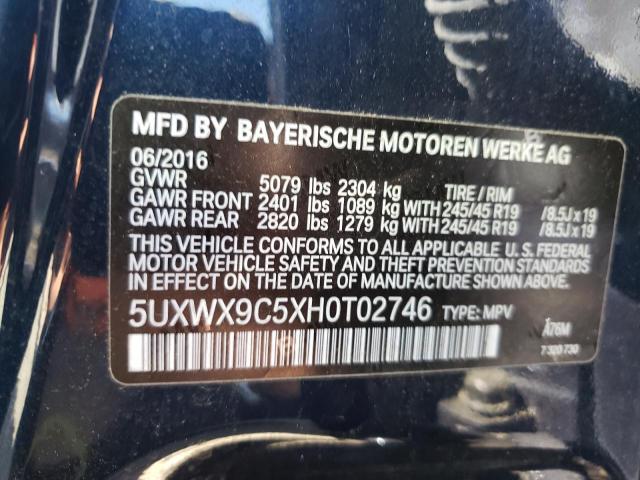 MFD BY BAYERISCHE MOTOREN WERKE AG
06/2016
GVWR 5079 lbs 2304 kg TIRE / RIM
GAWR FRONT 2401 lbs 1089 kg WITH 245/45 R19 /8.5J x 19
GAWR REAR 2820 lbs 1279 kg WITH 245/45 R19 /8.5J x 19
THIS VEHICLE CONFORMS TO ALL APPLICABLE U. S. FEDERAL
MOTOR VEHICLE SAFETY AND THEFT PREVENTION STANDARDS
IN EFFECT ON THE DATE OF MANUFACTURE SHOWN ABOVE.
5UXWX9C5XH0T02746 TYPE: MPV
A76M
7320730